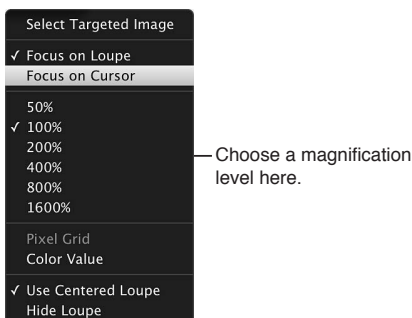 Select Targeted Image
✓ Focus on Loupe
Focus on Cursor
50%
✓ 100%
200%
400%
800%
1600%
Pixel Grid
Color Value
✓ Use Centered Loupe
Hide Loupe
Choose a magnification
level here.